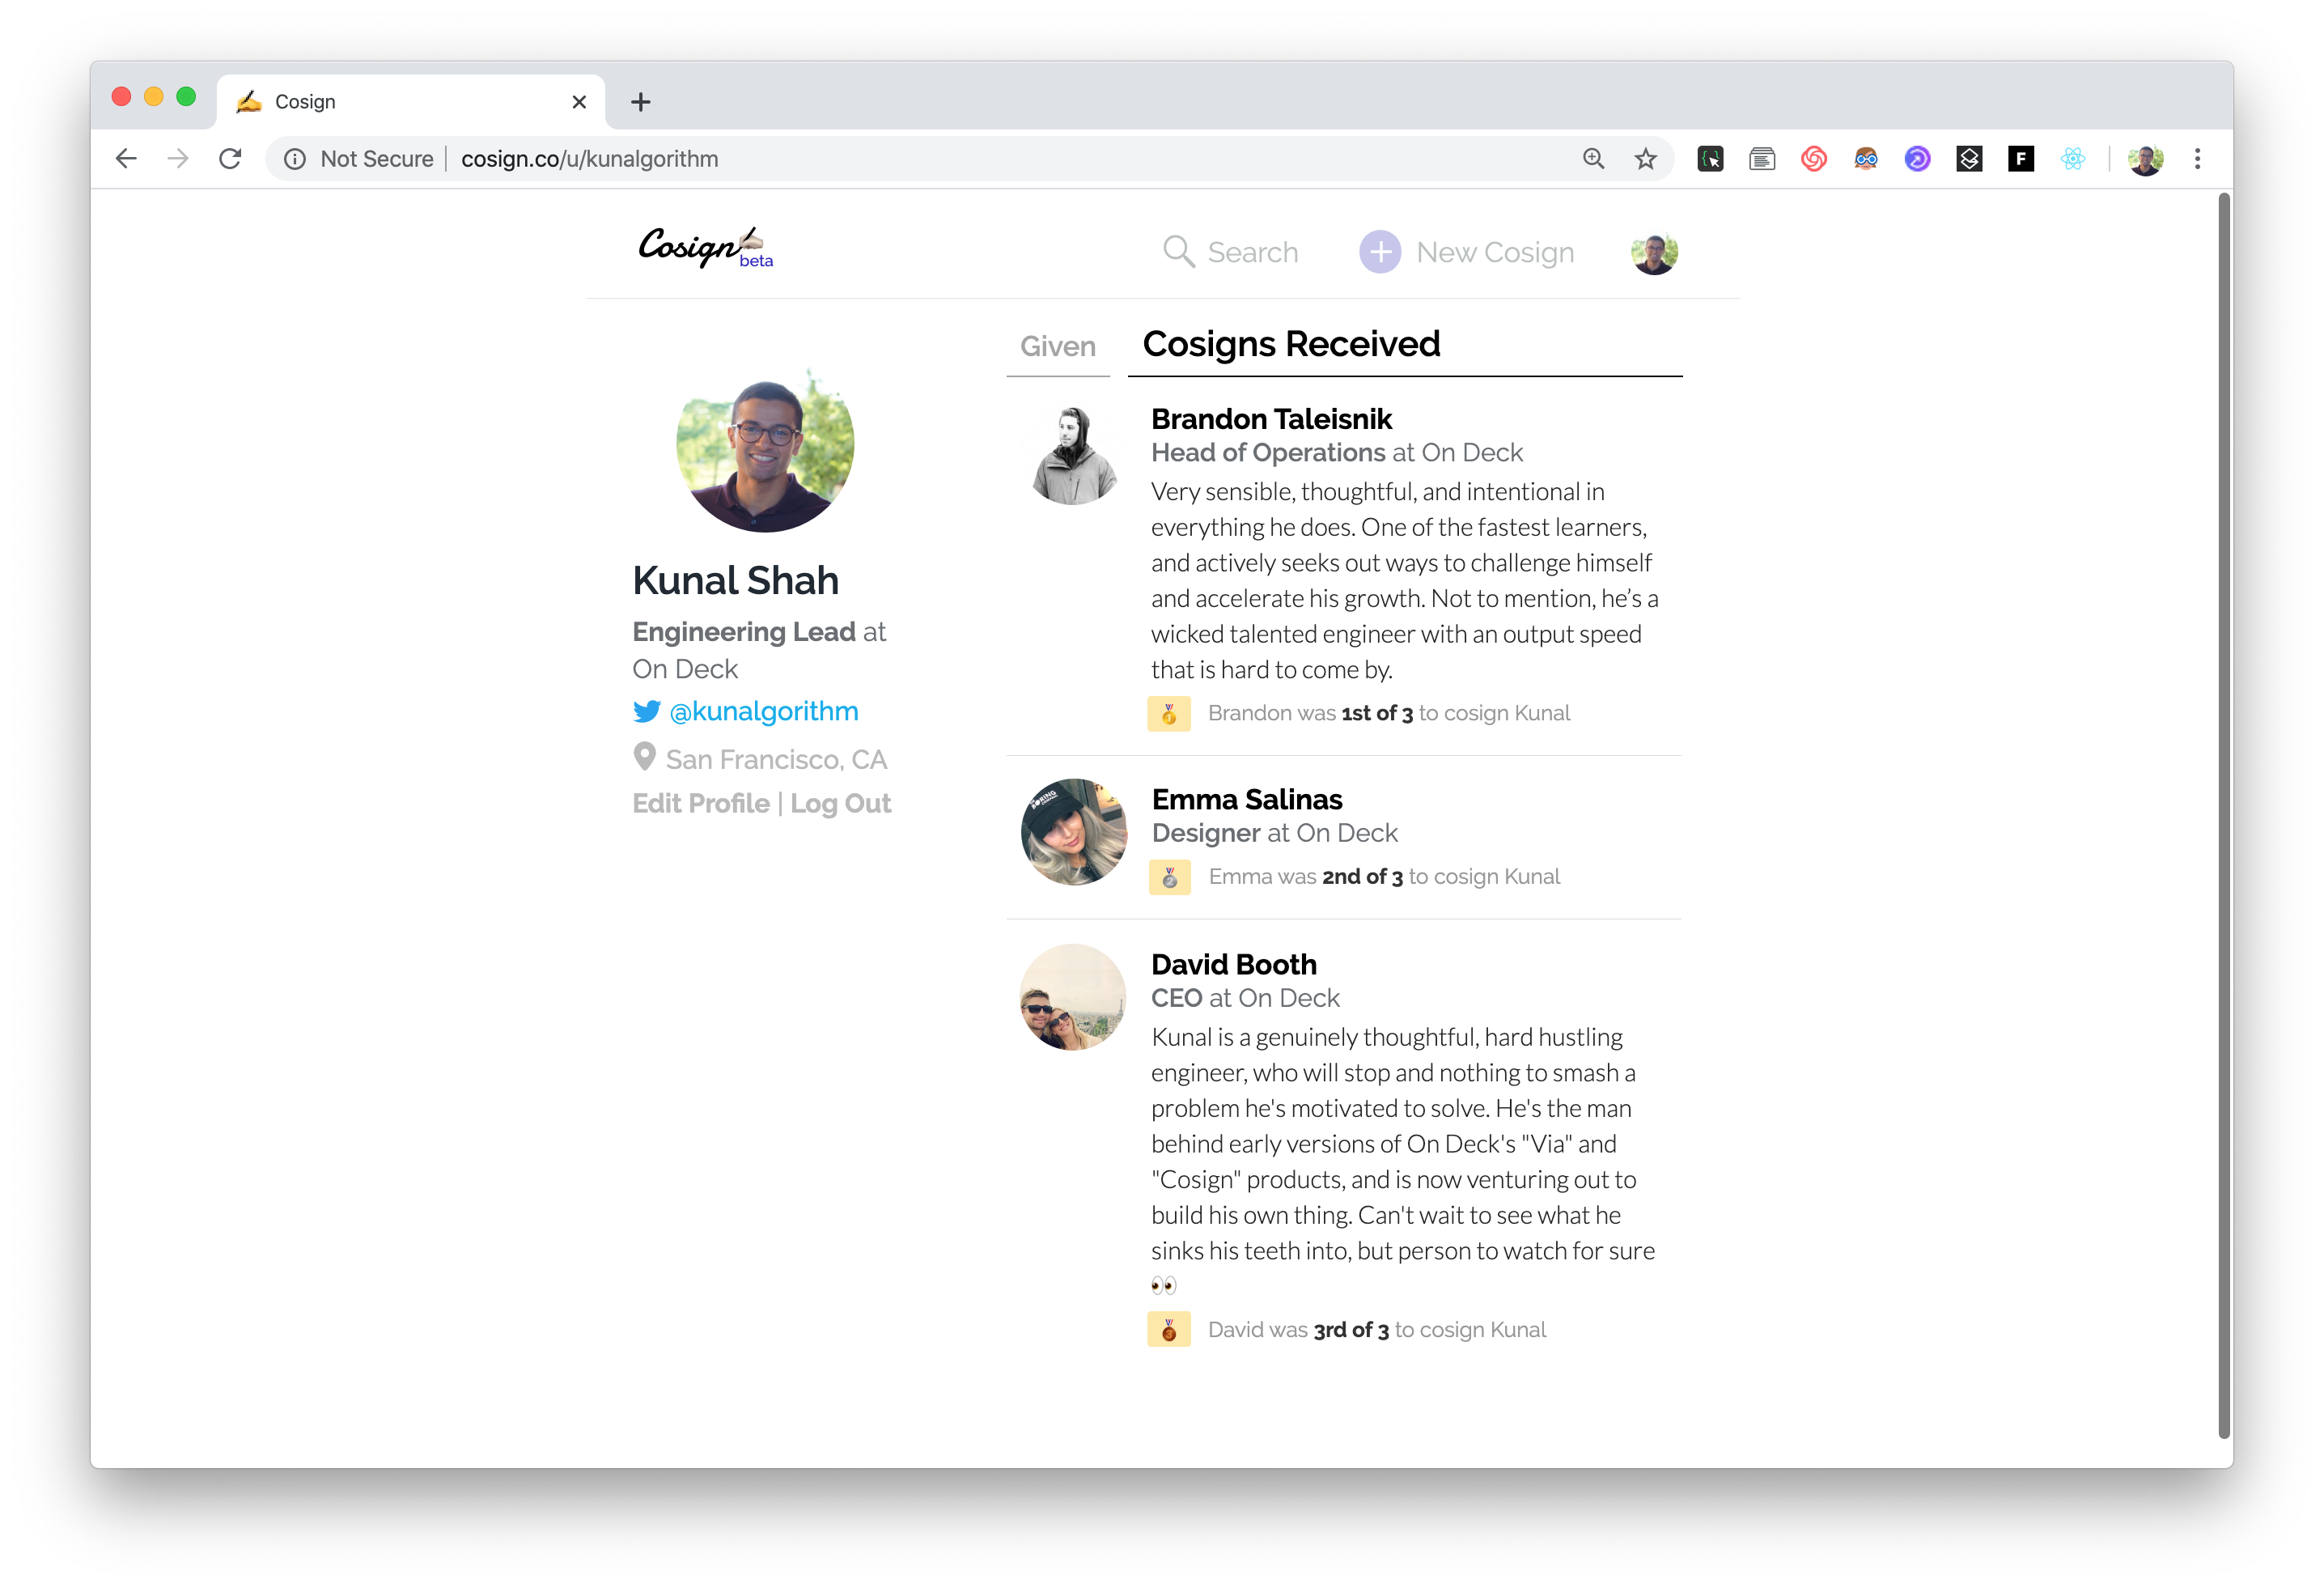 Cosign
Not Secure
cosign.co/u/kunalgorithm
F
Cosign
beta
Search
New Cosign
Given
Cosigns Received
Kunal Shah
Engineering Lead at
On Deck
@kunalgorithm
San Francisco, CA
Edit Profile | Log Out
Brandon Taleisnik
Head of Operations at On Deck
Very sensible, thoughtful, and intentional in
everything he does. One of the fastest learners,
and actively seeks out ways to challenge himself
and accelerate his growth. Not to mention, he’s a
wicked talented engineer with an output speed
that is hard to come by.
Brandon was 1st of 3 to cosign Kunal
BORING
Emma Salinas
Designer at On Deck
Emma was 2nd of 3 to cosign Kunal
David Booth
CEO at On Deck
Kunal is a genuinely thoughtful, hard hustling
engineer, who will stop and nothing to smash a
problem he's motivated to solve. He's the man
behind early versions of On Deck's "Via" and
"Cosign" products, and is now venturing out to
build his own thing. Can't wait to see what he
sinks his teeth into, but person to watch for sure
👀
David was 3rd of 3 to cosign Kunal